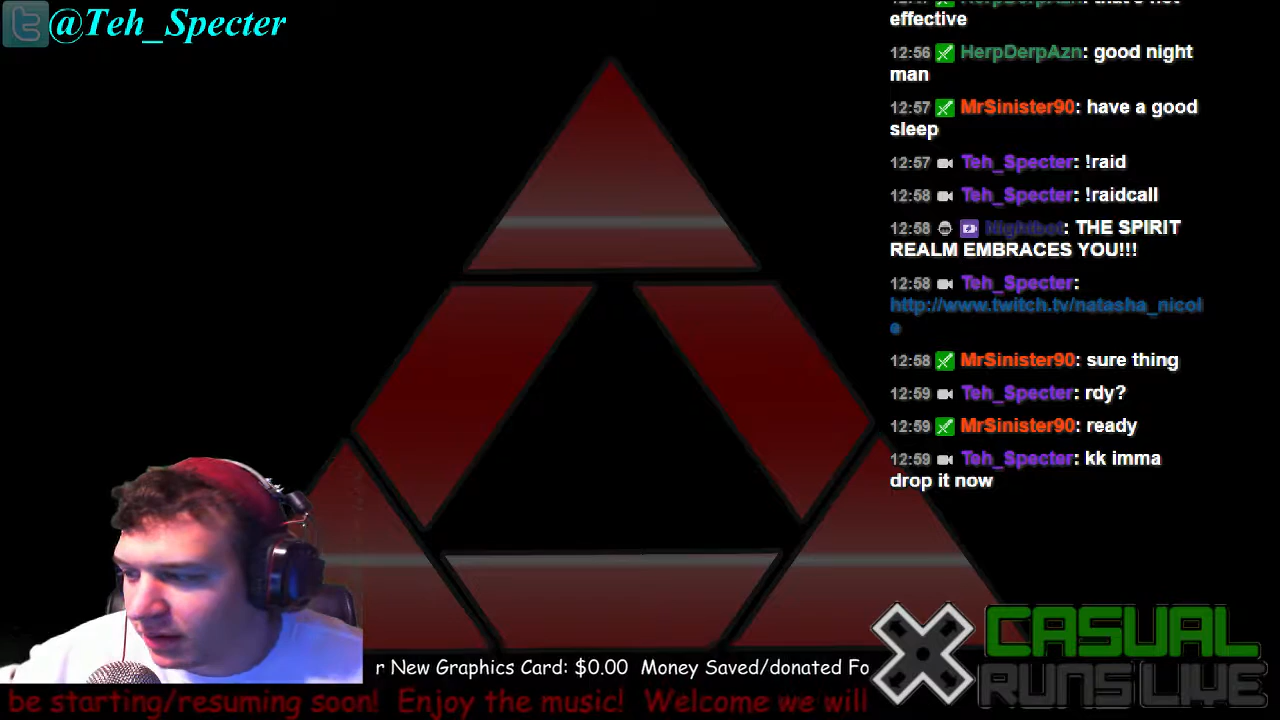 @Teh_Specter
effective
12:56 HerpDerpAzn: good night
man
12:57 MrSinister90: have a good
sleep
12:57 Teh_Specter: !raid
12:58 Teh_Specter: !raidcall
12:58 Nightbot: THE SPIRIT
REALM EMBRACES YOU!!!
12:58 Teh_Specter:
http://www.twitch.tv/natasha_nicol
e
12:58 MrSinister90: sure thing
12:59 Teh_Specter: rdy?
12:59 MrSinister90: ready
12:59 Teh_Specter: kk imma
drop it now
CASUAL
RUNS LIVE
r New Graphics Card: $0.00 Money Saved/donated Fo
be starting/resuming soon! Enjoy the music! Welcome we will